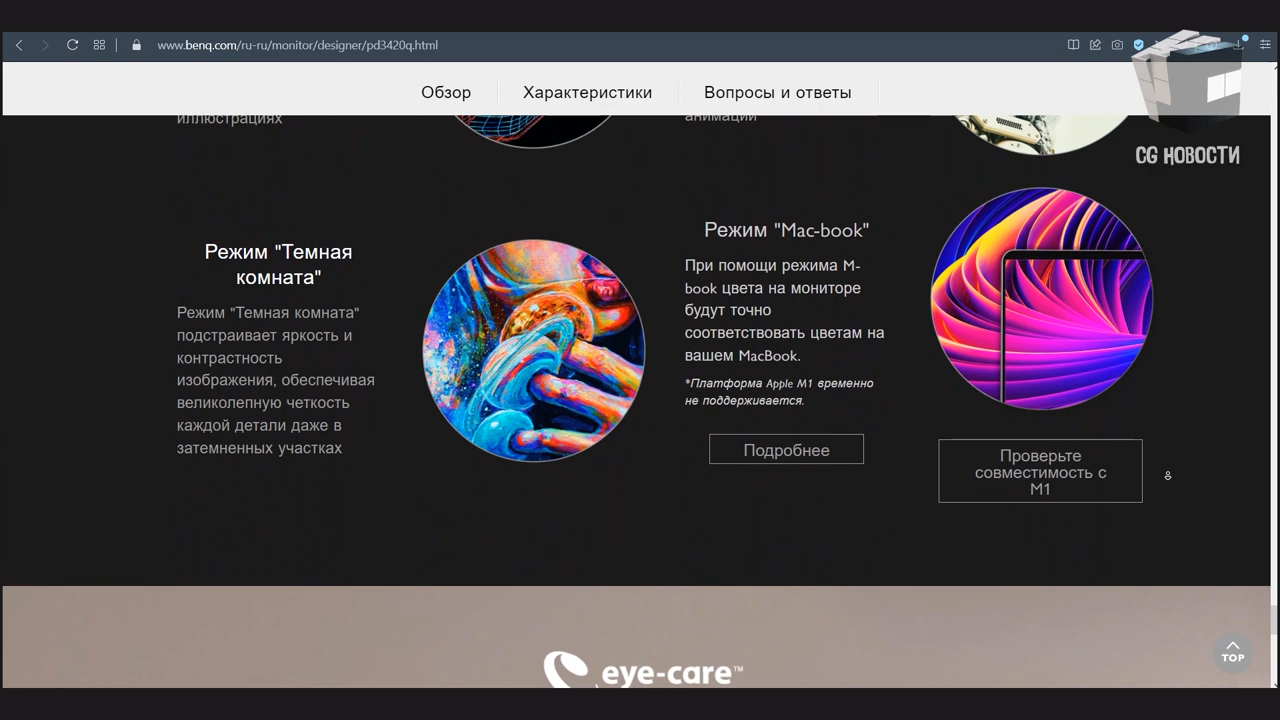 www.benq.com/ru-ru/monitor/designer/pd3420q.html
Обзор
Характеристики
Вопросы и ответы
CG НОВОСТИ
иллюстрациях
анимации
Режим "Темная
комната"
Режим "Темная комната"
подстраивает яркость и
контрастность
изображения, обеспечивая
великолепную четкость
каждой детали даже в
затемненных участках
Режим "Mac-book"
При помощи режима M-
book цвета на мониторе
будут точно
соответствовать цветам на
вашем MacBook.
*Платформа Apple M1 временно
не поддерживается.
Подробнее
Проверьте
совместимость с
M1
eye-care™
TOP